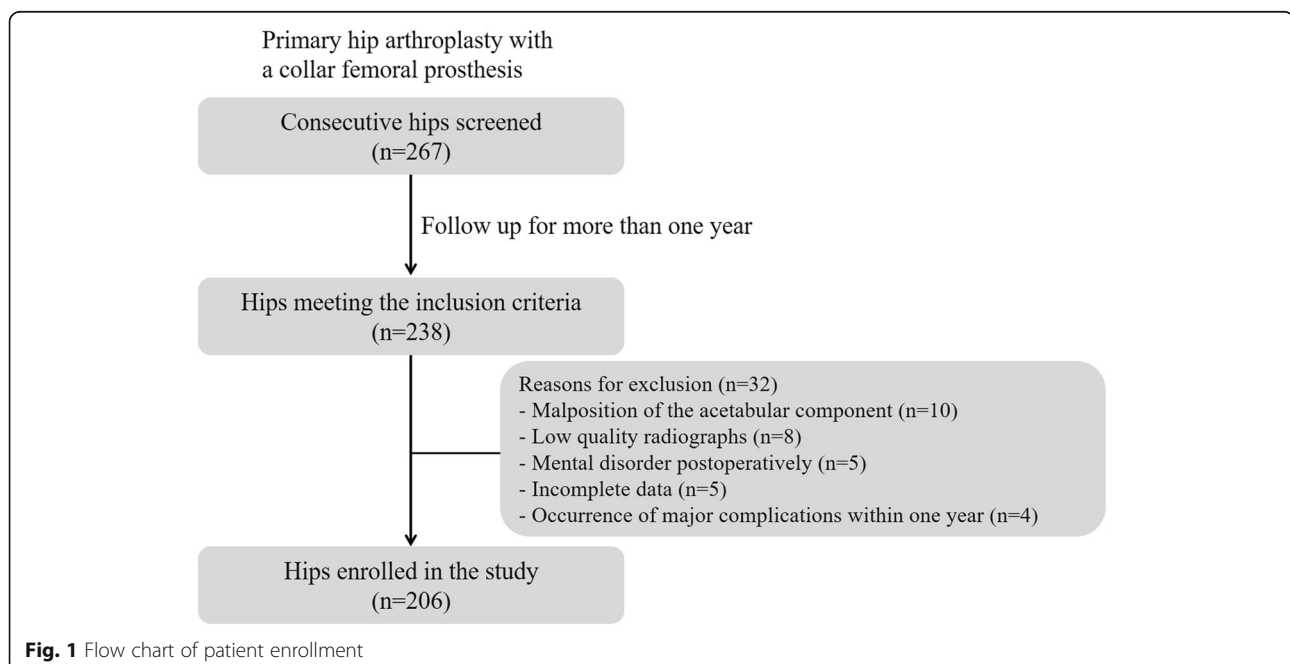 Primary hip arthroplasty with
a collar femoral prosthesis
Consecutive hips screened
(n=267)
Follow up for more than one year
Hips meeting the inclusion criteria
(n=238)
Reasons for exclusion (n=32)
- Malposition of the acetabular component (n=10)
- Low quality radiographs (n=8)
- Mental disorder postoperatively (n=5)
- Incomplete data (n=5)
- Occurrence of major complications within one year (n=4)
Hips enrolled in the study
(n=206)
Fig. 1 Flow chart of patient enrollment